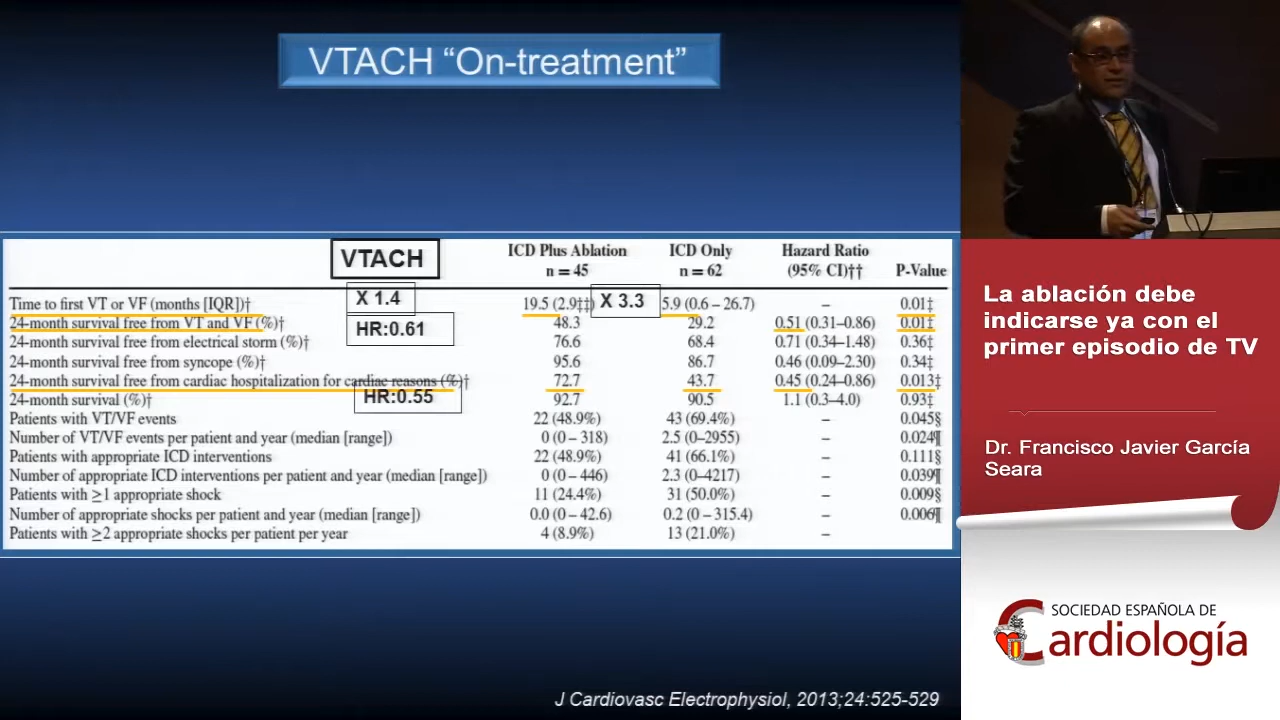 VTACH “On-treatment”
VTACH
ICD Plus Ablation ICD Only Hazard Ratio
n = 45 n = 62 (95% CI)†† P-Value
Time to first VT or VF (months [IQR])† X 1.4 19.5 (2.9‡‡) X 3.3 5.9 (0.6 – 26.7) – 0.01‡
24-month survival free from VT and VF (%)† HR:0.61 48.3 29.2 0.51 (0.31–0.86) 0.01‡
24-month survival free from electrical storm (%)† 76.6 68.4 0.71 (0.34–1.48) 0.36‡
24-month survival free from syncope (%)† 95.6 86.7 0.46 (0.09–2.30) 0.34‡
24-month survival free from cardiac hospitalization for cardiac reasons (%)† 72.7 43.7 0.45 (0.24–0.86) 0.013‡
24-month survival (%)† HR:0.55 92.7 90.5 1.1 (0.3–4.0) 0.93‡
Patients with VT/VF events 22 (48.9%) 43 (69.4%) – 0.045§
Number of VT/VF events per patient and year (median [range]) 0 (0 – 318) 2.5 (0–2955) – 0.024¶
Patients with appropriate ICD interventions 22 (48.9%) 41 (66.1%) – 0.111§
Number of appropriate ICD interventions per patient and year (median [range]) 0 (0 – 446) 2.3 (0–4217) – 0.039¶
Patients with ≥1 appropriate shock 11 (24.4%) 31 (50.0%) – 0.009§
Number of appropriate shocks per patient and year (median [range]) 0.0 (0 – 42.6) 0.2 (0 – 315.4) – 0.006¶
Patients with ≥2 appropriate shocks per patient per year 4 (8.9%) 13 (21.0%) –
J Cardiovasc Electrophysiol, 2013;24:525-529
La ablación debe
indicarse ya con el
primer episodio de TV
Dr. Francisco Javier García
Seara
SOCIEDAD ESPAÑOLA DE
Cardiología